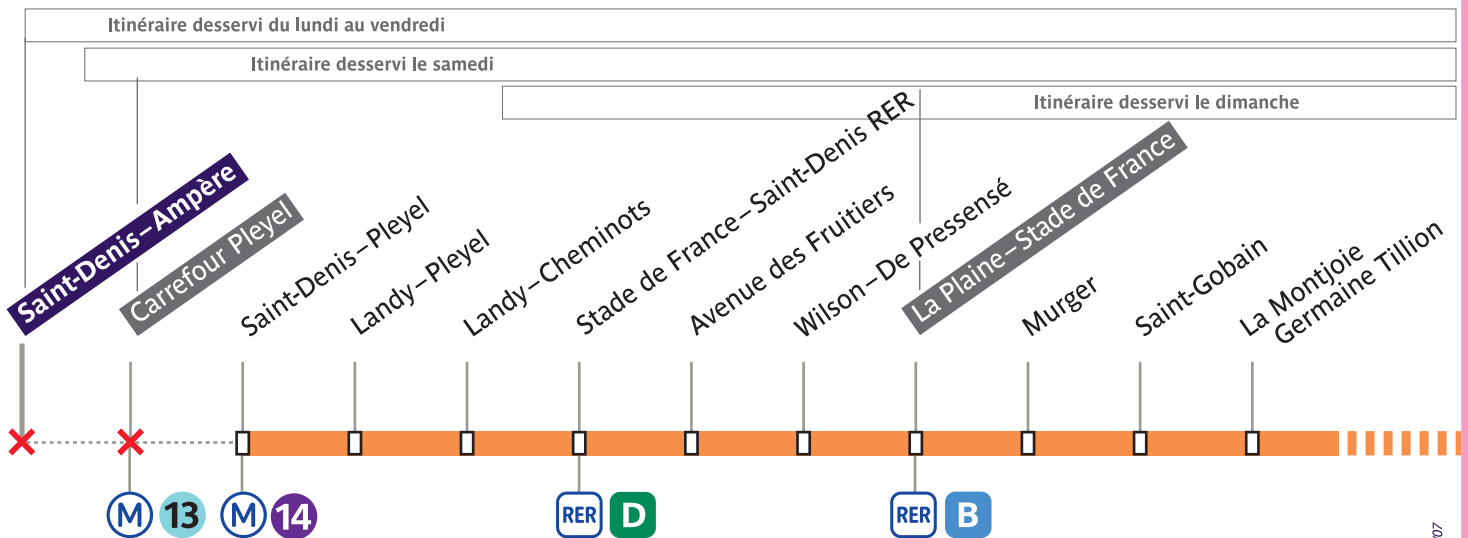 Itinéraire desservi du lundi au vendredi
Itinéraire desservi le samedi
Itinéraire desservi le dimanche
Saint-Denis–Ampère
Carrefour Pleyel
Saint-Denis–Pleyel
Landy–Pleyel
Landy–Cheminots
Stade de France–Saint-Denis RER
Avenue des Fruitiers
Wilson–De Pressensé
La Plaine–Stade de France
Murger
Saint-Gobain
La Montjoie
Germaine Tillion
M 13
M 14
RER D
RER B